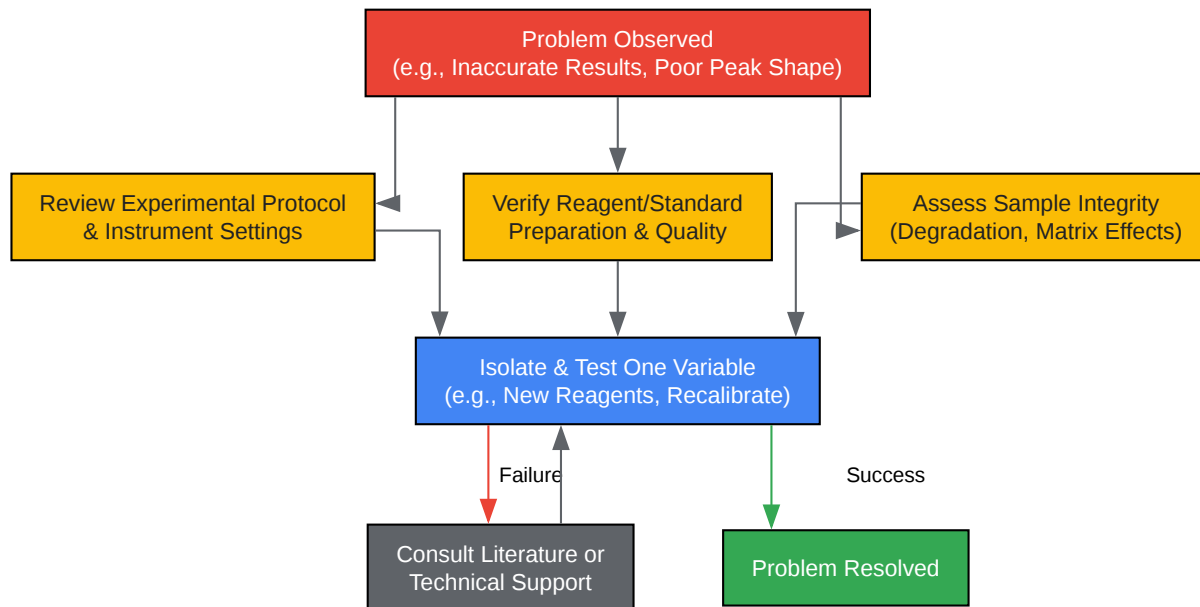 Problem Observed
(e.g., Inaccurate Results, Poor Peak Shape)
Review Experimental Protocol
& Instrument Settings
Verify Reagent/Standard
Preparation & Quality
Assess Sample Integrity
(Degradation, Matrix Effects)
Isolate & Test One Variable
(e.g., New Reagents, Recalibrate)
Failure
Success
Consult Literature or
Technical Support
Problem Resolved